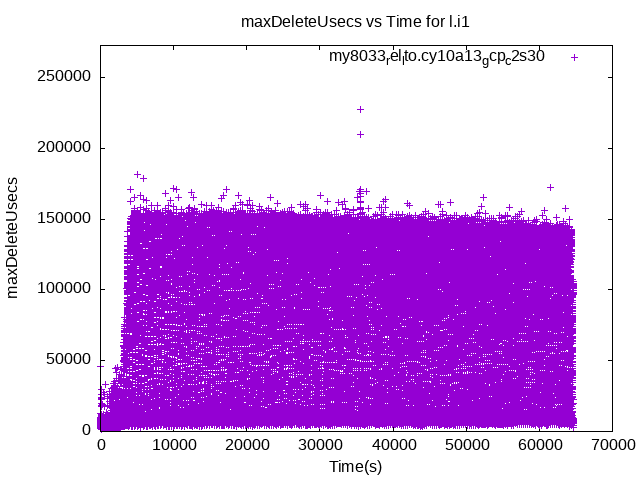 maxDeleteUsecs vs Time for l.i1
my8033_rel_lto.cy10a13_gcp_c2s30
maxDeleteUsecs
250000
200000
150000
100000
50000
0
0 10000 20000 30000 40000 50000 60000 70000
Time(s)